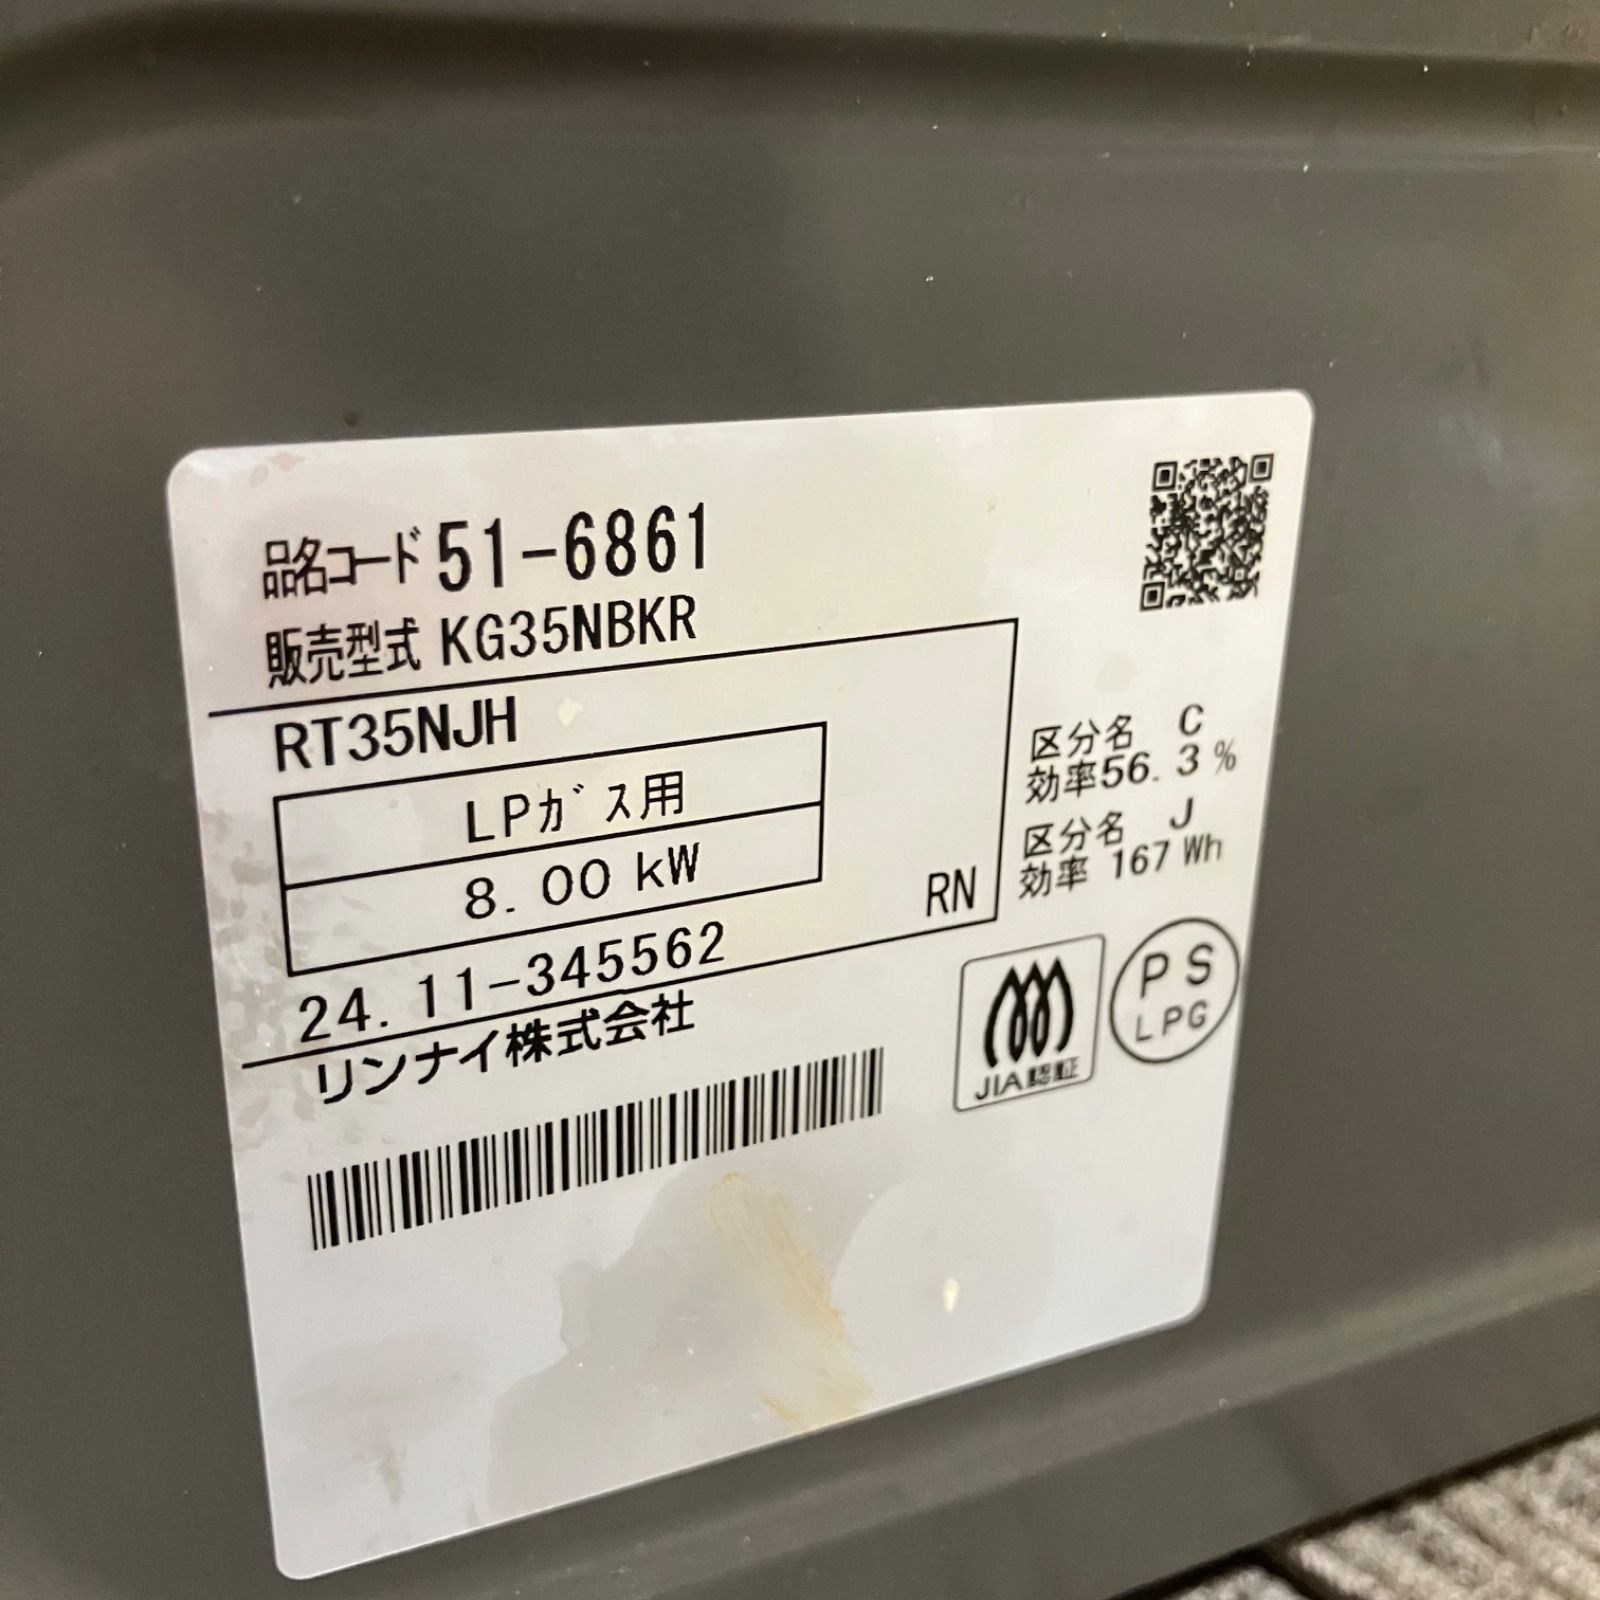 品名コード 51-6861
販売型式 KG35NBKR
RT35NJH
LPガス用
8.00 kW
RN
24.11-345562
リンナイ株式会社
区分名 C
効率56.3%
区分名 J
効率 167 Wh
JIA認証
PS
LPG